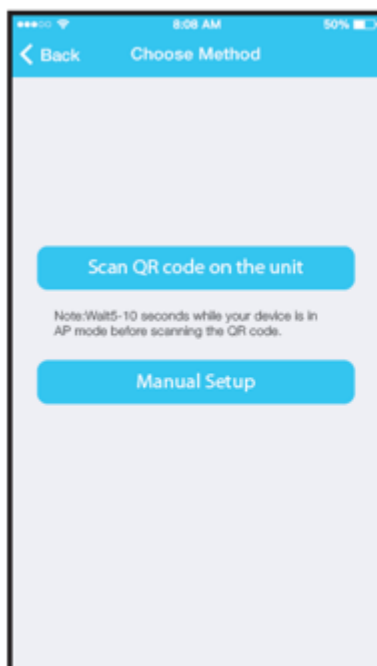 8:08 AM
50%
Back
Choose Method
Scan QR code on the unit
Note:Wait5-10 seconds while your device is in
AP mode before scanning the QR code.
Manual Setup